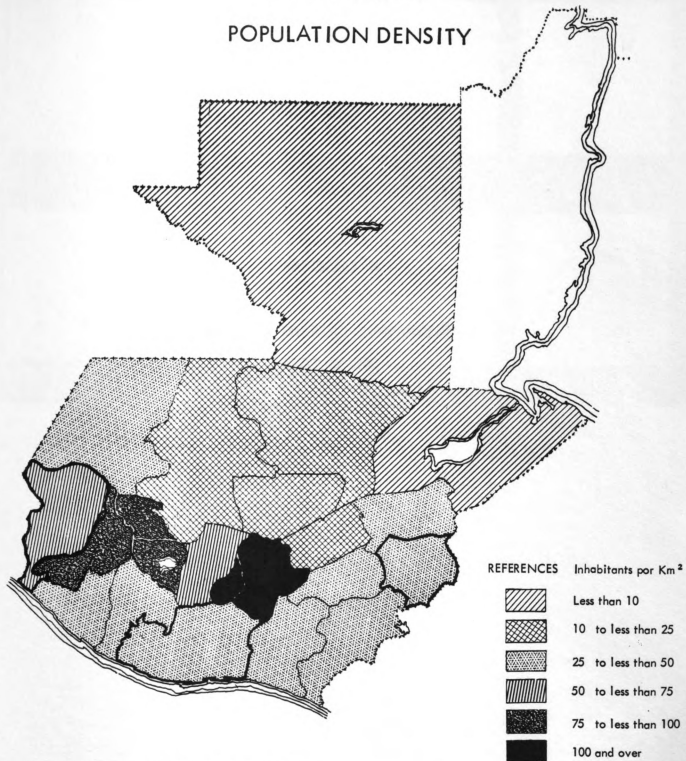 POPULATION DENSITY
REFERENCES Inhabitants por Km²
Less than 10
10 to less than 25
25 to less than 50
50 to less than 75
75 to less than 100
100 and over